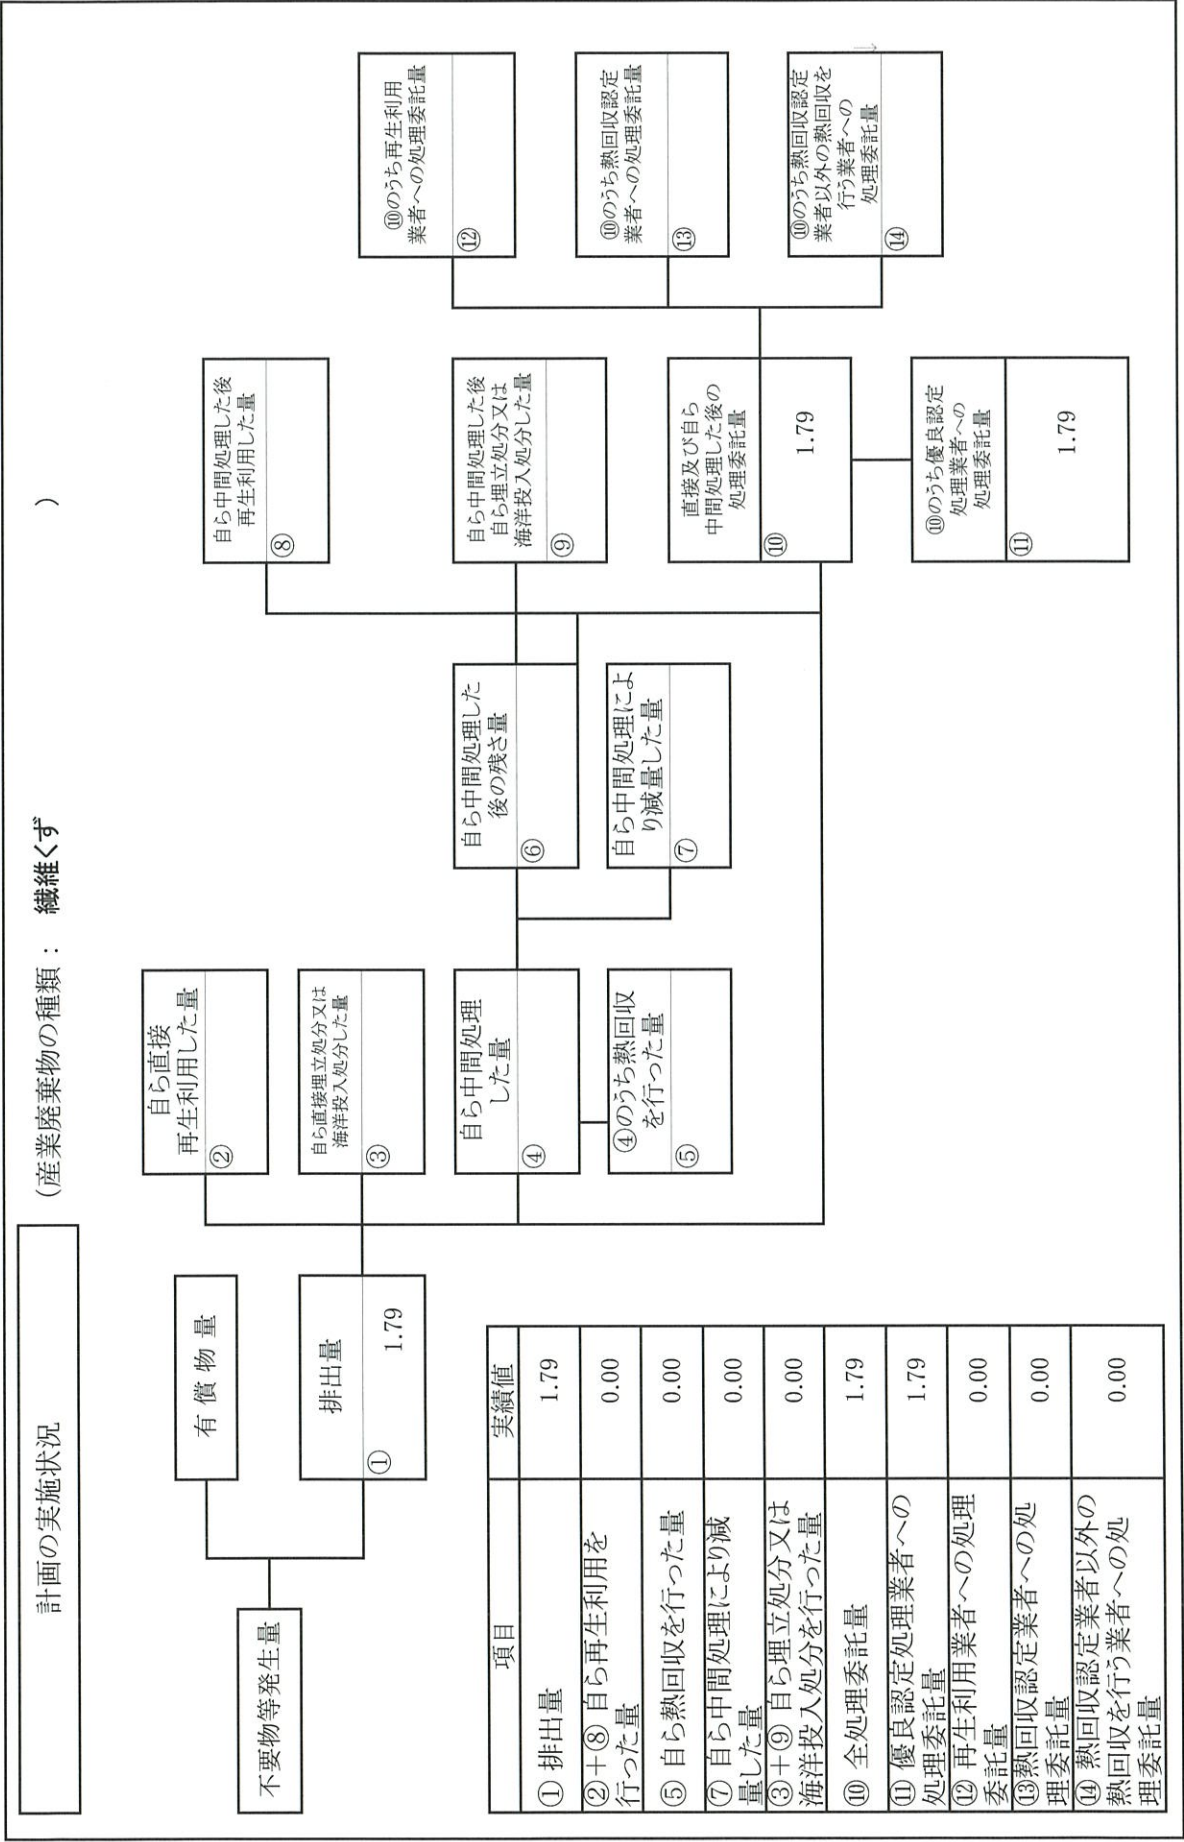 計画の実施状況
(産業廃棄物の種類： 繊維くず )
不要物等発生量
有償物量
排出量
①
1.79
自ら直接
再生利用した量
②
自ら直接埋立処分又は
海洋投入処分した量
③
自ら中間処理
した量
④
④のうち熱回収
を行った量
⑤
自ら中間処理した
後の残さ量
⑥
自ら中間処理によ
り減量した量
⑦
自ら中間処理した後
再生利用した量
⑧
自ら中間処理した後
自ら埋立処分又は
海洋投入処分した量
⑨
直接及び自ら
中間処理した後の
処理委託量
⑩
1.79
⑩のうち優良認定
処理業者への
処理委託量
⑪
1.79
⑩のうち再生利用
業者への処理委託量
⑫
⑩のうち熱回収認定
業者への処理委託量
⑬
⑩のうち熱回収認定
業者以外の熱回収を
行う業者への
処理委託量
⑭
項目 実績値
① 排出量 1.79
②＋⑧ 自ら再生利用を
行った量 0.00
⑤ 自ら熱回収を行った量 0.00
⑦ 自ら中間処理により減
量した量 0.00
③＋⑨ 自ら埋立処分又は
海洋投入処分を行った量 0.00
⑩ 全処理委託量 1.79
⑪ 優良認定処理業者への
処理委託量 1.79
⑫ 再生利用業者への処理
委託量 0.00
⑬熱回収認定業者への処
理委託量 0.00
⑭ 熱回収認定業者以外の
熱回収を行う業者への処
理委託量 0.00